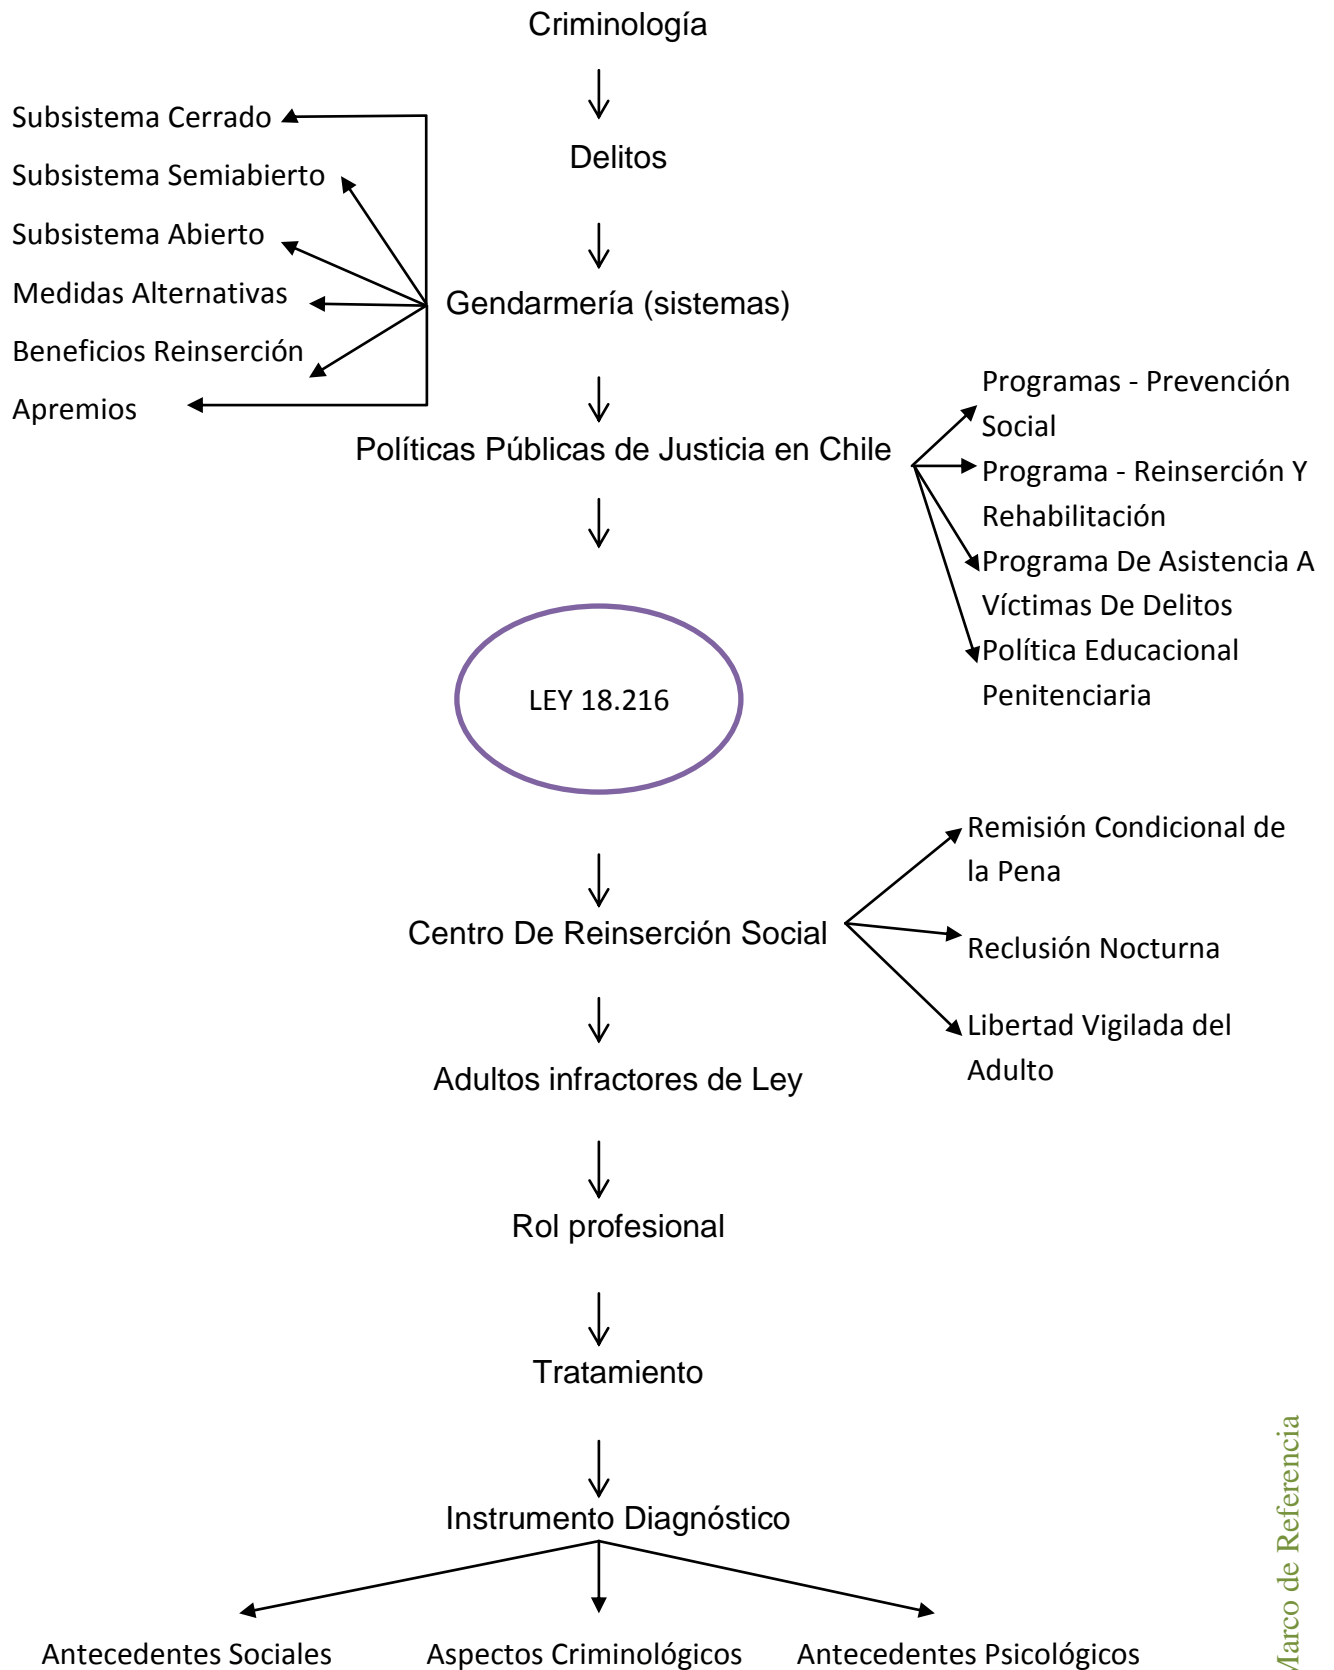 Criminología
Subsistema Cerrado
Delitos
Subsistema Semiabierto
Subsistema Abierto
Medidas Alternativas
Gendarmería (sistemas)
Beneficios Reinserción
Apremios
Políticas Públicas de Justicia en Chile
Programas - Prevención
Social
Programa - Reinserción Y
Rehabilitación
Programa De Asistencia A
Víctimas De Delitos
Política Educacional
Penitenciaria
LEY 18.216
Centro De Reinserción Social
Remisión Condicional de
la Pena
Reclusión Nocturna
Libertad Vigilada del
Adulto
Adultos infractores de Ley
Rol profesional
Tratamiento
Instrumento Diagnóstico
Antecedentes Sociales
Aspectos Criminológicos
Antecedentes Psicológicos
Marco de Referencia